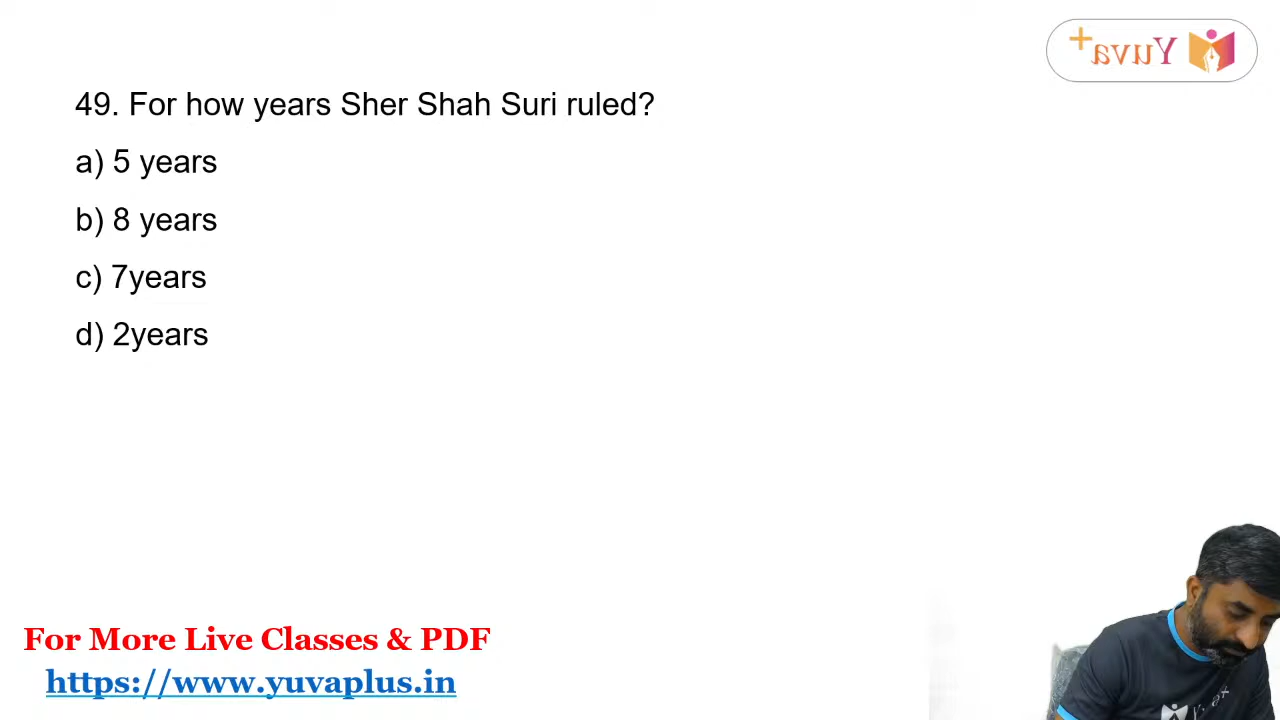 Yuva+
49. For how years Sher Shah Suri ruled?
a) 5 years
b) 8 years
c) 7years
d) 2years
For More Live Classes & PDF
https://www.yuvaplus.in